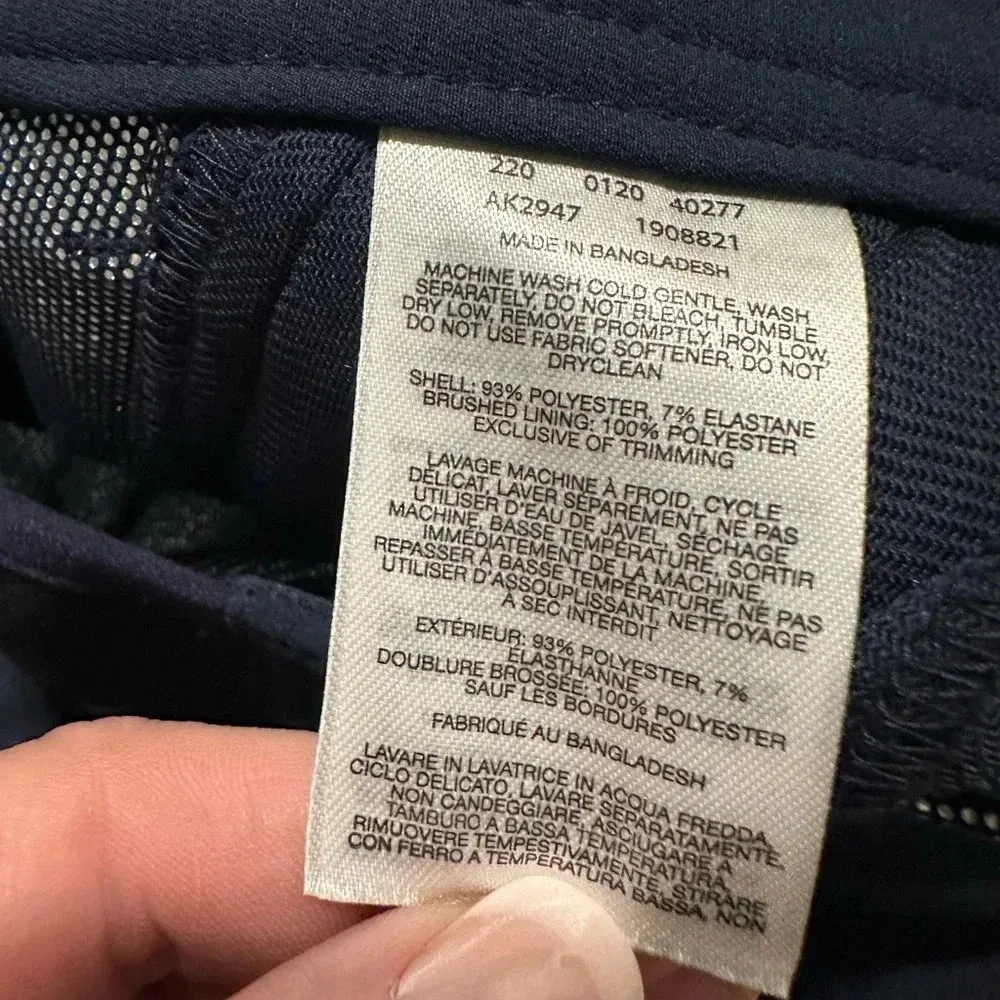 220 0120 40277
AK2947 1908821
MADE IN BANGLADESH
MACHINE WASH COLD GENTLE, WASH
SEPARATELY, DO NOT BLEACH, TUMBLE
DRY LOW, REMOVE PROMPTLY, IRON LOW,
DO NOT USE FABRIC SOFTENER, DO NOT
DRYCLEAN
SHELL: 93% POLYESTER, 7% ELASTANE
BRUSHED LINING: 100% POLYESTER
EXCLUSIVE OF TRIMMING
LAVAGE MACHINE À FROID, CYCLE
DÉLICAT, LAVER SÉPARÉMENT, NE PAS
UTILISER D'EAU DE JAVEL, SÉCHAGE
MACHINE, BASSE TEMPÉRATURE, SORTIR
IMMÉDIATEMENT DE LA MACHINE,
REPASSER À BASSE TEMPÉRATURE, NE PAS
UTILISER D'ASSOUPLISSANT, NETTOYAGE
A SEC INTERDIT
EXTÉRIEUR: 93% POLYESTER, 7%
ÉLASTHANNE
DOUBLURE BROSSÉE: 100% POLYESTER
SAUF LES BORDURES
FABRIQUÉ AU BANGLADESH
LAVARE IN LAVATRICE IN ACQUA FREDDA,
CICLO DELICATO, LAVARE SEPARATAMENTE,
NON CANDEGGIARE, ASCIUGARE A
TAMBURO A BASSA TEMPERATURA,
RIMUOVERE TEMPESTIVAMENTE, STIRARE
CON FERRO A TEMPERATURA BASSA, NON